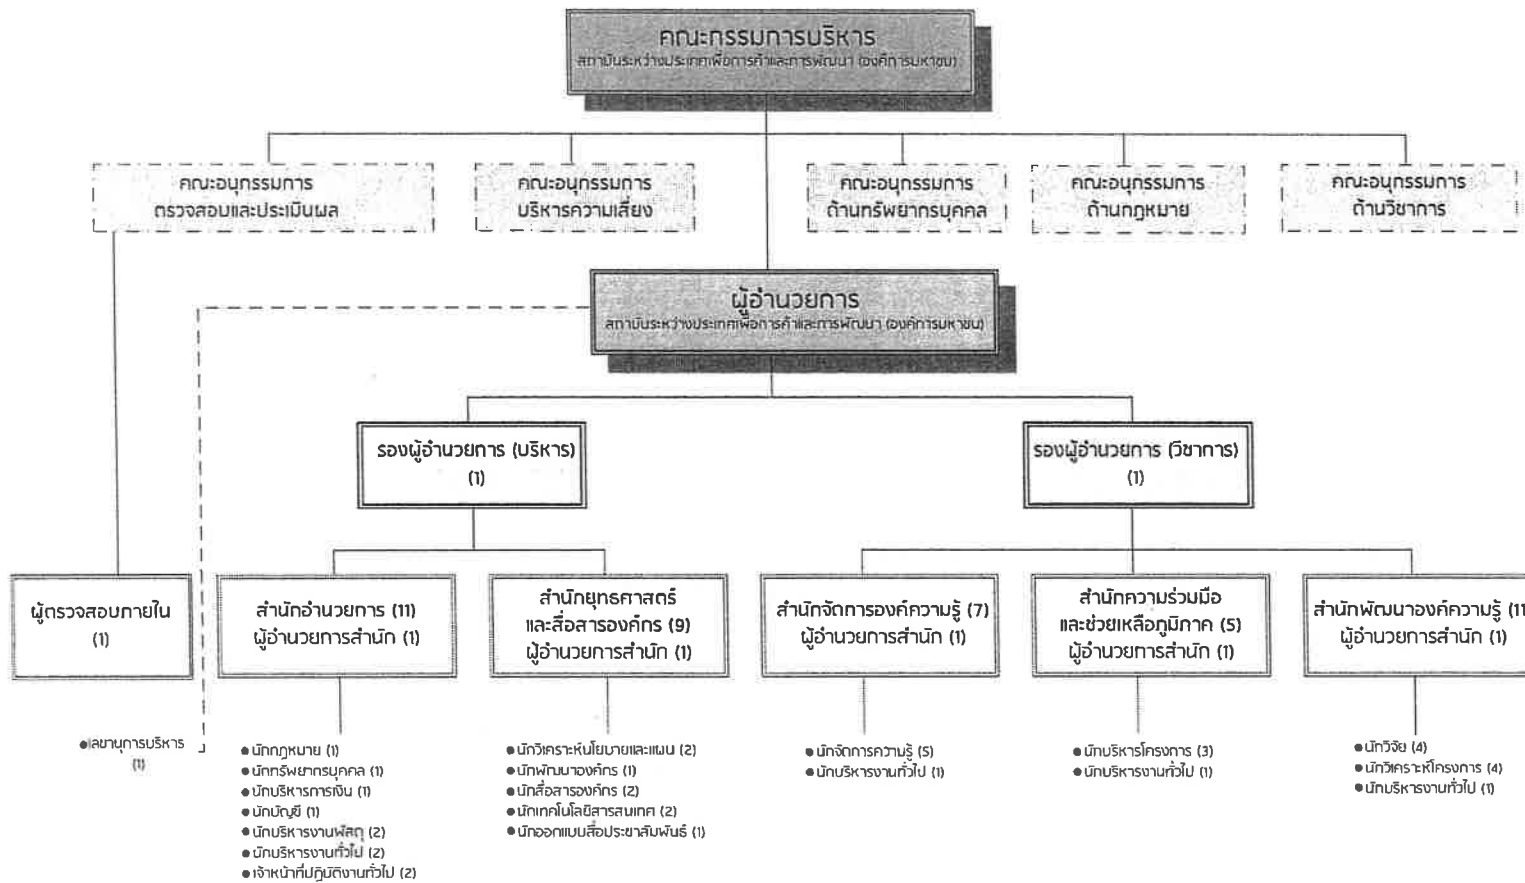 คณะกรรมการบริหาร
สถาบันระหว่างประเทศเพื่อการค้าและการพัฒนา (องค์การมหาชน)
คณะอนุกรรมการ
ตรวจสอบและประเมินผล
คณะอนุกรรมการ
บริหารความเสี่ยง
คณะอนุกรรมการ
ด้านทรัพยากรบุคคล
คณะอนุกรรมการ
ด้านกฎหมาย
คณะอนุกรรมการ
ด้านวิชาการ
ผู้อำนวยการ
สถาบันระหว่างประเทศเพื่อการค้าและการพัฒนา (องค์การมหาชน)
รองผู้อำนวยการ (บริหาร)
(1)
รองผู้อำนวยการ (วิชาการ)
(1)
ผู้ตรวจสอบภายใน
(1)
สำนักอำนวยการ (11)
ผู้อำนวยการสำนัก (1)
สำนักยุทธศาสตร์
และสื่อสารองค์กร (9)
ผู้อำนวยการสำนัก (1)
สำนักจัดการองค์ความรู้ (7)
ผู้อำนวยการสำนัก (1)
สำนักความร่วมมือ
และช่วยเหลือภูมิภาค (5)
ผู้อำนวยการสำนัก (1)
สำนักพัฒนาองค์ความรู้ (11
ผู้อำนวยการสำนัก (1)
●เลขานุการบริหาร
(1)
● นักกฎหมาย (1)
● นักทรัพยากรบุคคล (1)
● นักบริหารการเงิน (1)
● นักบัญชี (1)
● นักบริหารงานพัสดุ (2)
● นักบริหารงานทั่วไป (2)
● เจ้าหน้าที่ปฏิบัติงานทั่วไป (2)
● นักวิเคราะห์นโยบายและแผน (2)
● นักพัฒนาองค์กร (1)
● นักสื่อสารองค์กร (2)
● นักเทคโนโลยีสารสนเทศ (2)
● นักออกแบบสื่อประชาสัมพันธ์ (1)
● นักจัดการความรู้ (5)
● นักบริหารงานทั่วไป (1)
● นักบริหารโครงการ (3)
● นักบริหารงานทั่วไป (1)
● นักวิจัย (4)
● นักวิเคราะห์โครงการ (4)
● นักบริหารงานทั่วไป (1)